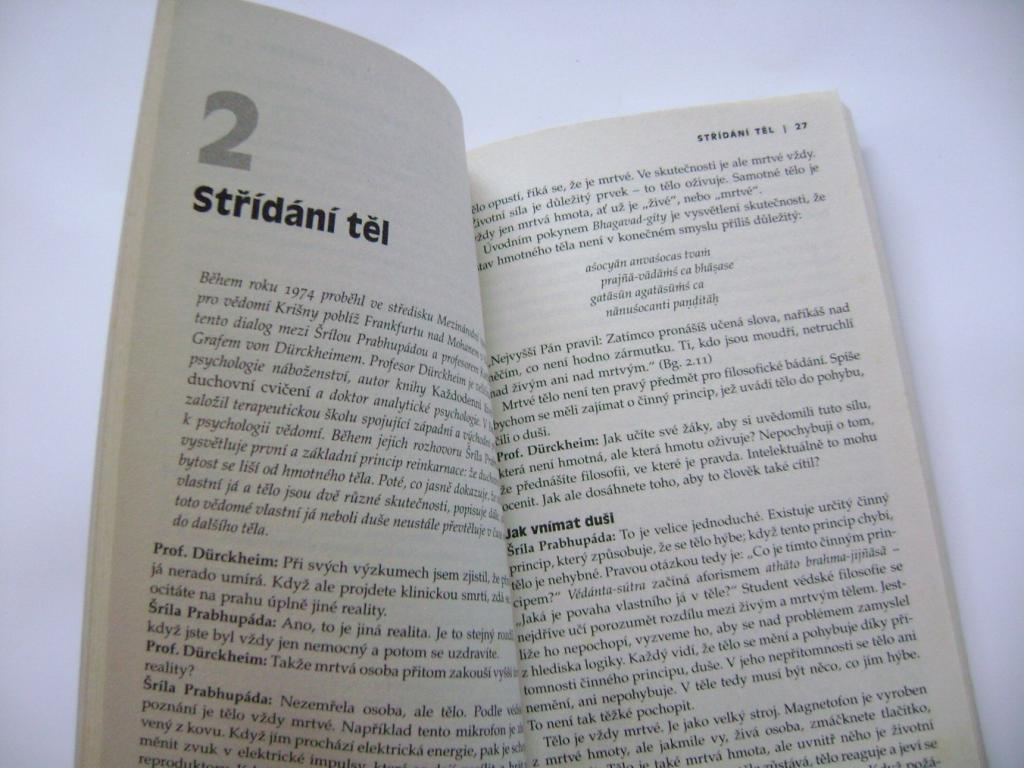 2
Střídání těl
Během roku 1974 proběhl ve středisku Mezinárodní
pro vědomí Krišny poblíž Frankfurtu nad Mohanem v
tento dialog mezi Šrílou Prabhupádou a profesorem
Grafem von Dürckheimem. Profesor Dürckheim je
psychologie náboženství, autor knihy Každodenní
duchovní cvičení a doktor analytické psychologie. V
založil terapeutickou školu spojující západní a východní
k psychologii vědomí. Během jejich rozhovoru Šríla
vysvětluje první a základní princip reinkarnace: že
bytost se liší od hmotného těla. Poté, co jasně dokazuje, že
vlastní já a tělo jsou dvě různé skutečnosti, popisuje
toto vědomé vlastní já neboli duše neustále převtěluje v
do dalšího těla.
Prof. Dürckheim: Při svých výzkumech jsem zjistil, že
já nerado umírá. Když ale projdete klinickou smrtí, zdá
ocitáte na prahu úplně jiné reality.
Šríla Prabhupáda: Ano, to je jiná realita. Je to stejný
když jste byl vždy jen nemocný a potom se uzdravíte.
Prof. Dürckheim: Takže mrtvá osoba přitom zakouší
reality?
Šríla Prabhupáda: Nezemřela osoba, ale tělo. Podle
poznání je tělo vždy mrtvé. Například tento mikrofon je
vený z kovu. Když jím prochází elektrická energie, pak je
měnit zvuk v elektrické impulsy, které se
STŘÍDÁNÍ TĚL | 27
opustí, říká se, že je mrtvé. Ve skutečnosti je ale mrtvé vždy.
síla je důležitý prvek – to tělo oživuje. Samotné tělo je
jen mrtvá hmota, ať už je „živé“, nebo „mrtvé“.
Úvodním pokynem Bhagavad-gíty je vysvětlení skutečnosti, že
hmotného těla není v konečném smyslu příliš důležitý:
aśocyān anvaśocas tvaṁ
prajñā-vādāṁś ca bhāṣase
gatāsūn agatāsūṁś ca
nānuśocanti paṇḍitāḥ
„Nejvyšší Pán pravil: Zatímco pronášíš učená slova, naříkáš nad
něčím, co není hodno zármutku. Ti, kdo jsou moudří, netruchlí
nad živým ani nad mrtvým.“ (Bg. 2.11)
Mrtvé tělo není ten pravý předmět pro filosofické bádání. Spíše
bychom se měli zajímat o činný princip, jež uvádí tělo do pohybu,
čili o duši.
Prof. Dürckheim: Jak učíte své žáky, aby si uvědomili tuto sílu,
která není hmotná, ale která hmotu oživuje? Nepochybuji o tom,
že přednášíte filosofii, ve které je pravda. Intelektuálně to mohu
ocenit. Jak ale dosáhnete toho, aby to člověk také cítil?
Jak vnímat duši
Šríla Prabhupáda: To je velice jednoduché. Existuje určitý činný
princip, který způsobuje, že se tělo hýbe; když tento princip chybí,
tělo je nehybné. Pravou otázkou tedy je: „Co je tímto činným prin-
cipem?“ Védánta-sútra začíná aforismem athāto brahma-jijñāsā –
„Jaká je povaha vlastního já v těle?“ Student védské filosofie se
nejdříve učí porozumět rozdílu mezi živým a mrtvým tělem. Jest-
liže ho nepochopí, vyzveme ho, aby se nad problémem zamyslel
z hlediska logiky. Každý vidí, že tělo se mění a pohybuje díky pří-
tomnosti činného principu, duše. V jeho nepřítomnosti se tělo ani
nemění, ani nepohybuje. V těle tedy musí být něco, co jím hýbe.
To není tak těžké pochopit.
Tělo je vždy mrtvé. Je jako velký stroj. Magnetofon je vyroben
z mrtvé hmoty, ale jakmile vy, živá osoba, zmáčknete tlačítko,
Tělo je také mrtvá hmota, ale uvnitř něho je životní
zůstává, tělo reaguje a jeví se